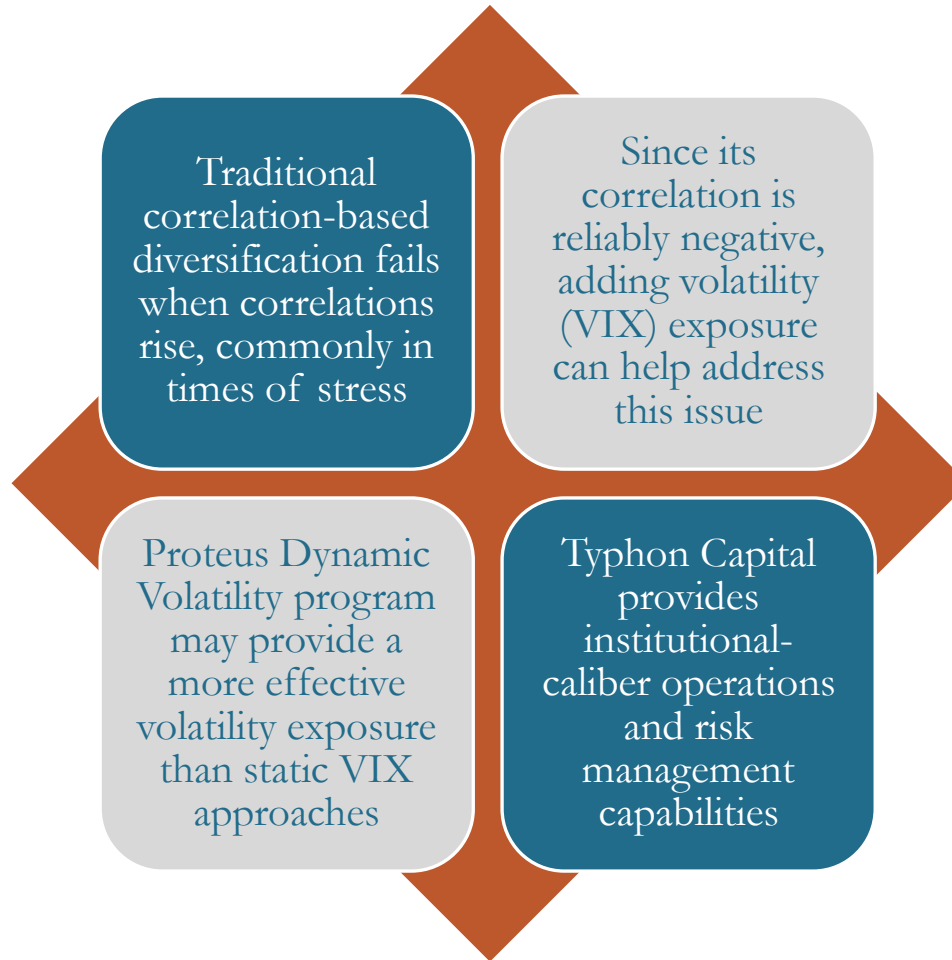 Traditional
correlation-based
diversification fails
when correlations
rise, commonly in
times of stress
Since its
correlation is
reliably negative,
adding volatility
(VIX) exposure
can help address
this issue
Proteus Dynamic
Volatility program
may provide a
more effective
volatility exposure
than static VIX
approaches
Typhon Capital
provides
institutional-
caliber operations
and risk
management
capabilities